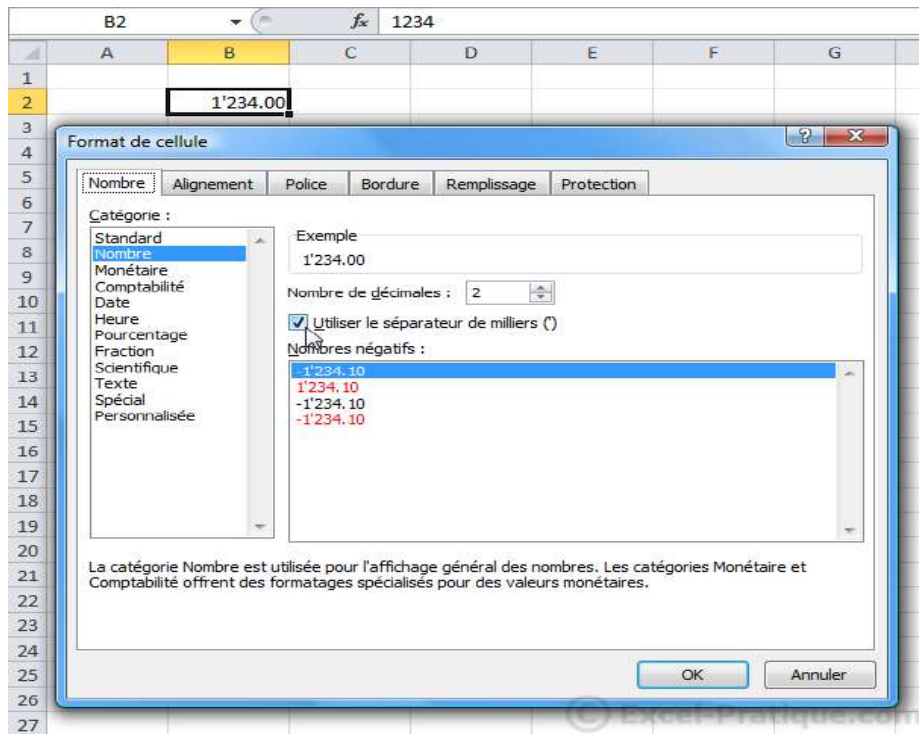 B2 fx 1234
A B C D E F G
1
2 1'234.00
3
4
5
6
7
8
9
10
11
12
13
14
15
16
17
18
19
20
21
22
23
24
25
26
27
Format de cellule
Nombre Alignement Police Bordure Remplissage Protection
Catégorie :
Standard
Nombre
Monétaire
Comptabilité
Date
Heure
Pourcentage
Fraction
Scientifique
Texte
Spécial
Personnalisée
Exemple
1'234.00
Nombre de décimales : 2
Utiliser le séparateur de milliers (')
Nombres négatifs :
-1'234.10
1'234.10
-1'234.10
-1'234.10
La catégorie Nombre est utilisée pour l'affichage général des nombres. Les catégories Monétaire et
Comptabilité offrent des formatages spécialisés pour des valeurs monétaires.
OK Annuler
© Excel-Pratique.com